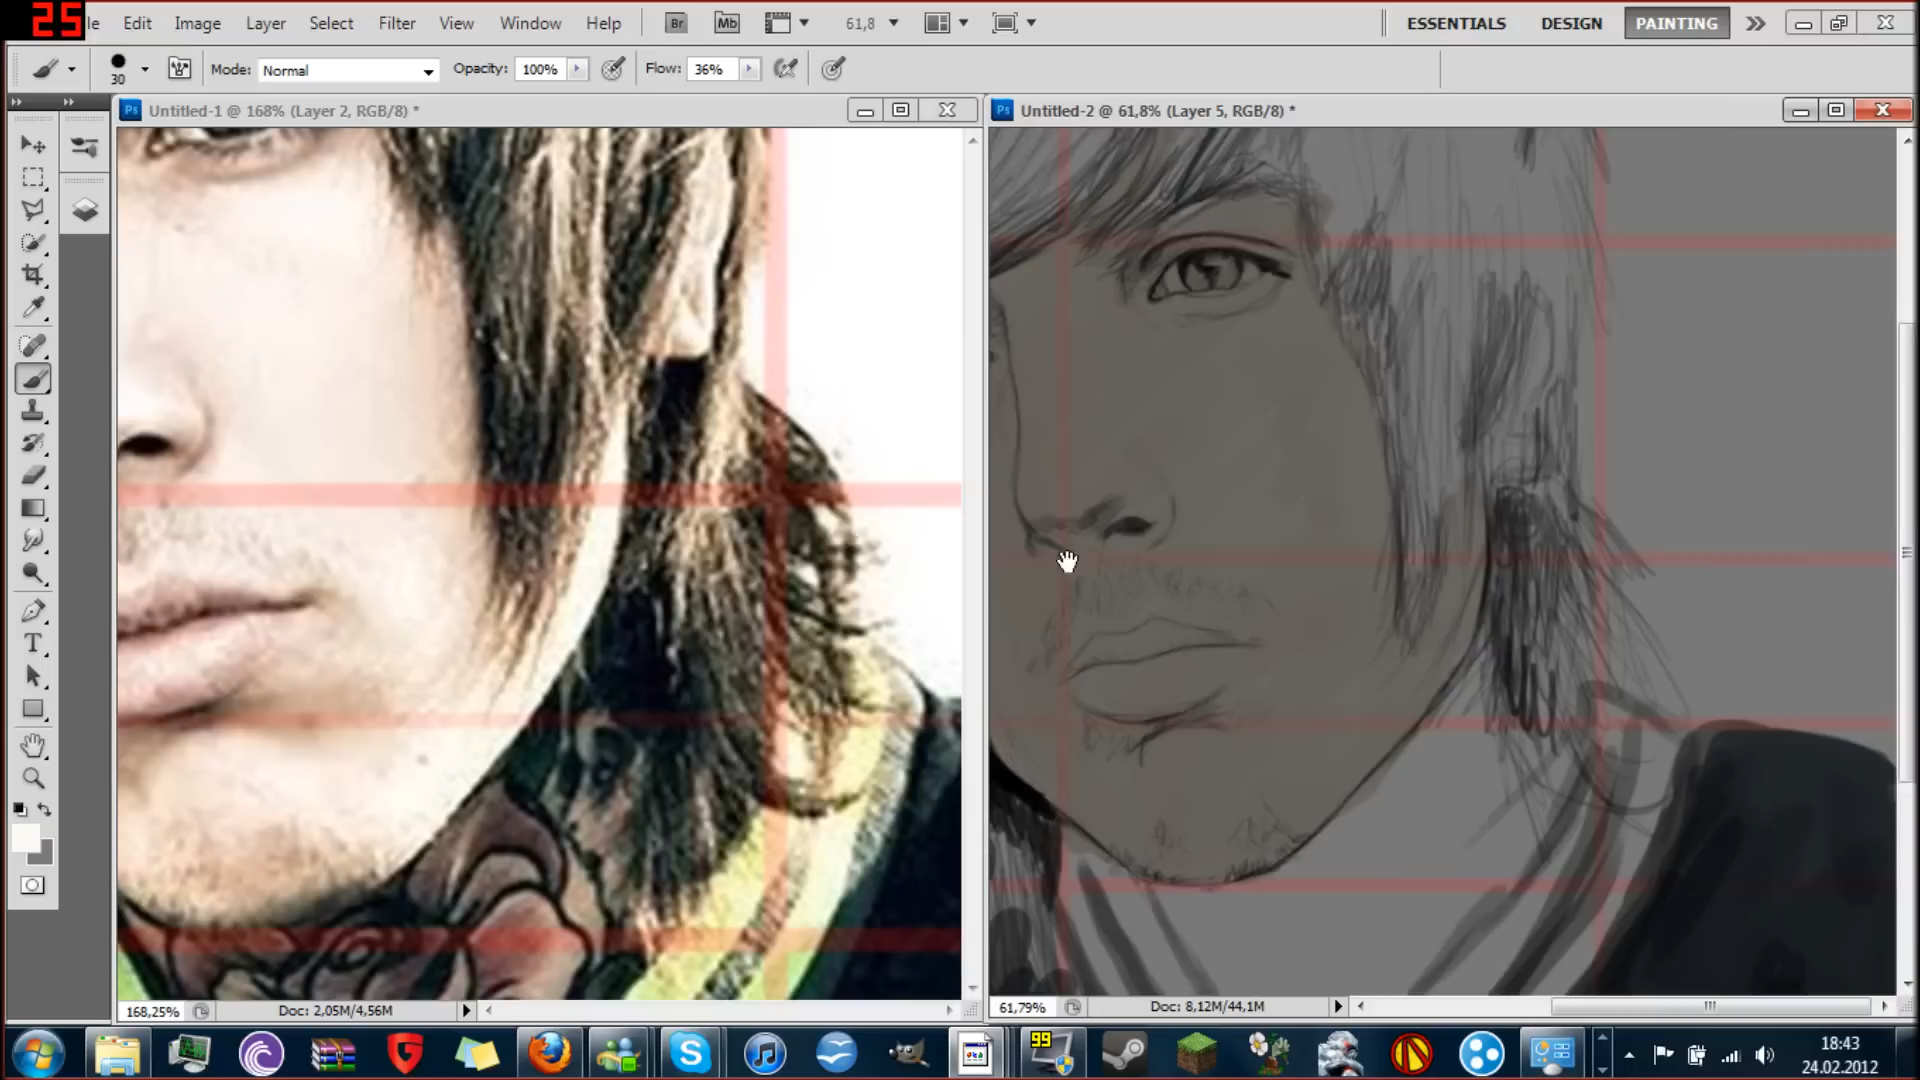 25
le Edit Image Layer Select Filter View Window Help Br Mb 61,8 ESSENTIALS DESIGN PAINTING
30 Mode: Normal Opacity: 100% Flow: 36%
Ps Untitled-1 @ 168% (Layer 2, RGB/8) *
Ps Untitled-2 @ 61,8% (Layer 5, RGB/8) *
T
168,25% Doc: 2,05M/4,56M
61,79% Doc: 8,12M/44,1M
99
18:43
24.02.2012